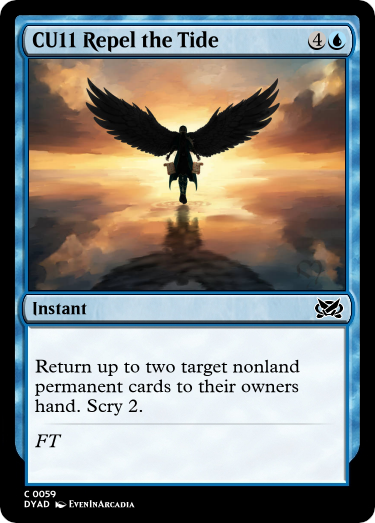 CU11 Repel the Tide 4
Instant
Return up to two target nonland
permanent cards to their owners
hand. Scry 2.
FT
C 0059
DYAD EvenInArcadia